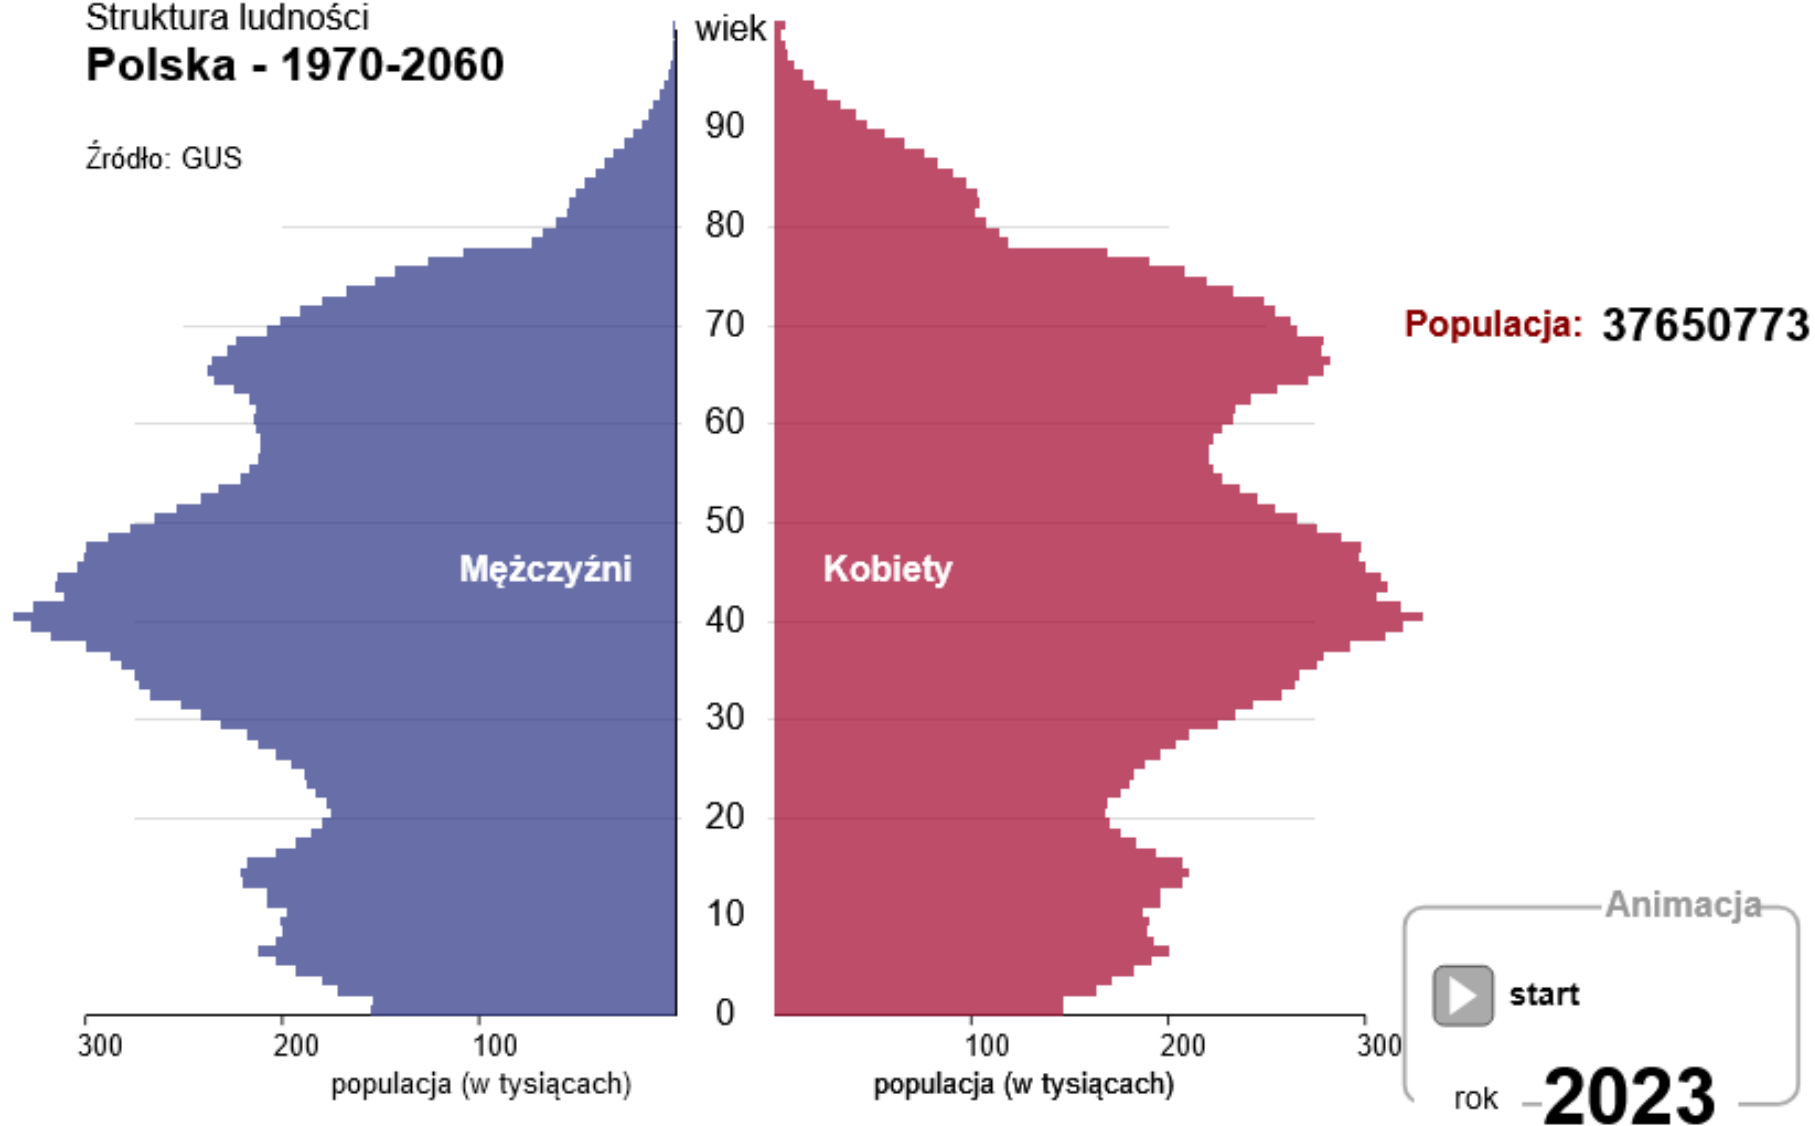 Struktura ludności
Polska - 1970-2060
Źródło: GUS
wiek
90
80
70
60
50
40
30
20
10
0
Mężczyźni
Kobiety
Populacja: 37650773
300 200 100
100 200 300
populacja (w tysiącach)
populacja (w tysiącach)
Animacja
start
rok 2023